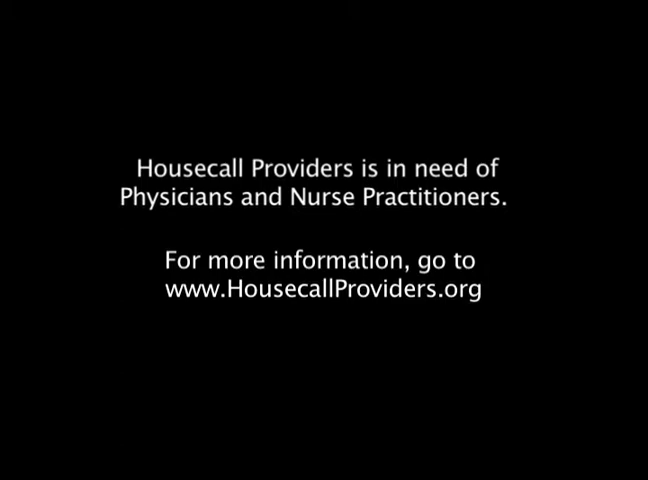 Housecall Providers is in need of
Physicians and Nurse Practitioners.
For more information, go to
www.HousecallProviders.org